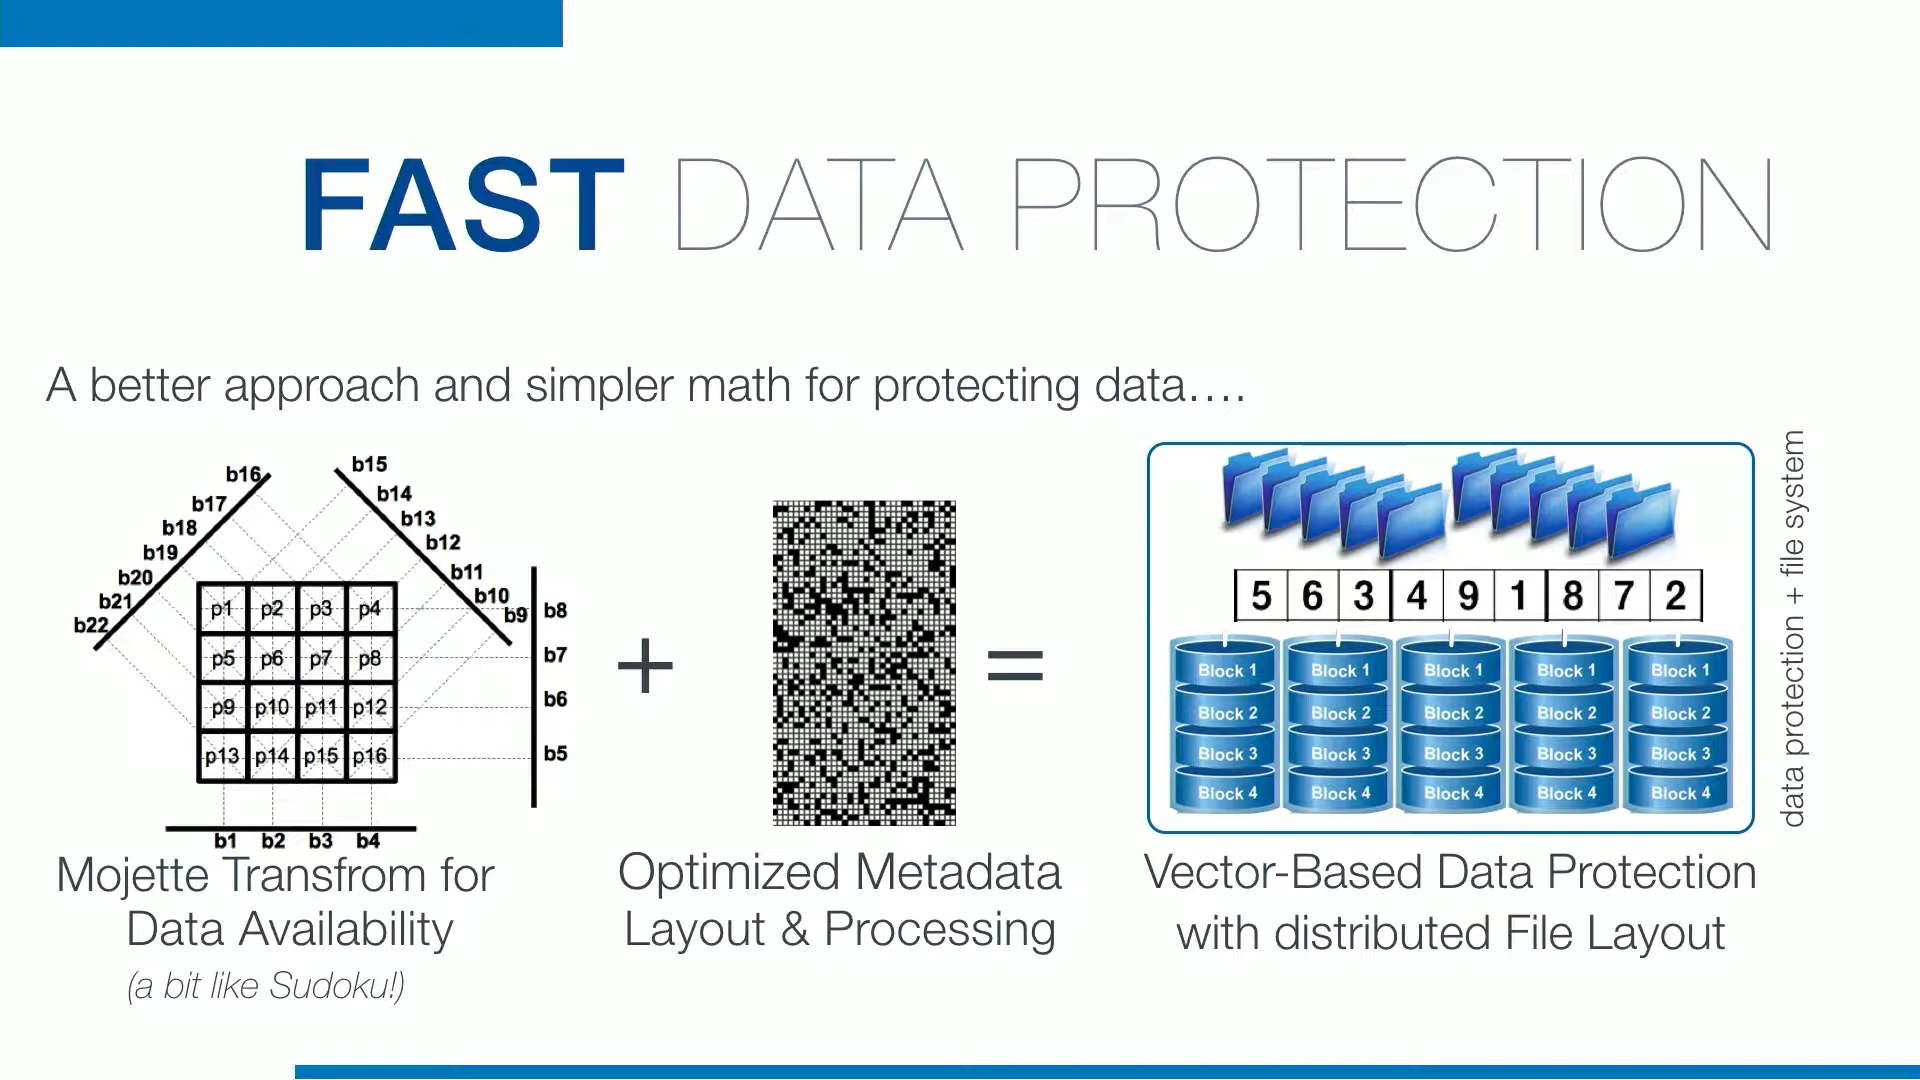 FAST DATA PROTECTION
A better approach and simpler math for protecting data....
b16
b17
b18
b19
b20
b21
b22
b15
b14
b13
b12
b11
b10
b9
b8
b7
b6
b5
p1 p2 p3 p4
p5 p6 p7 p8
p9 p10 p11 p12
p13 p14 p15 p16
b1 b2 b3 b4
Mojette Transfrom for
Data Availability
(a bit like Sudoku!)
+
Optimized Metadata
Layout & Processing
=
5 6 3 4 9 1 8 7 2
Block 1 Block 1 Block 1 Block 1 Block 1
Block 2 Block 2 Block 2 Block 2 Block 2
Block 3 Block 3 Block 3 Block 3 Block 3
Block 4 Block 4 Block 4 Block 4 Block 4
Vector-Based Data Protection
with distributed File Layout
data protection + file system